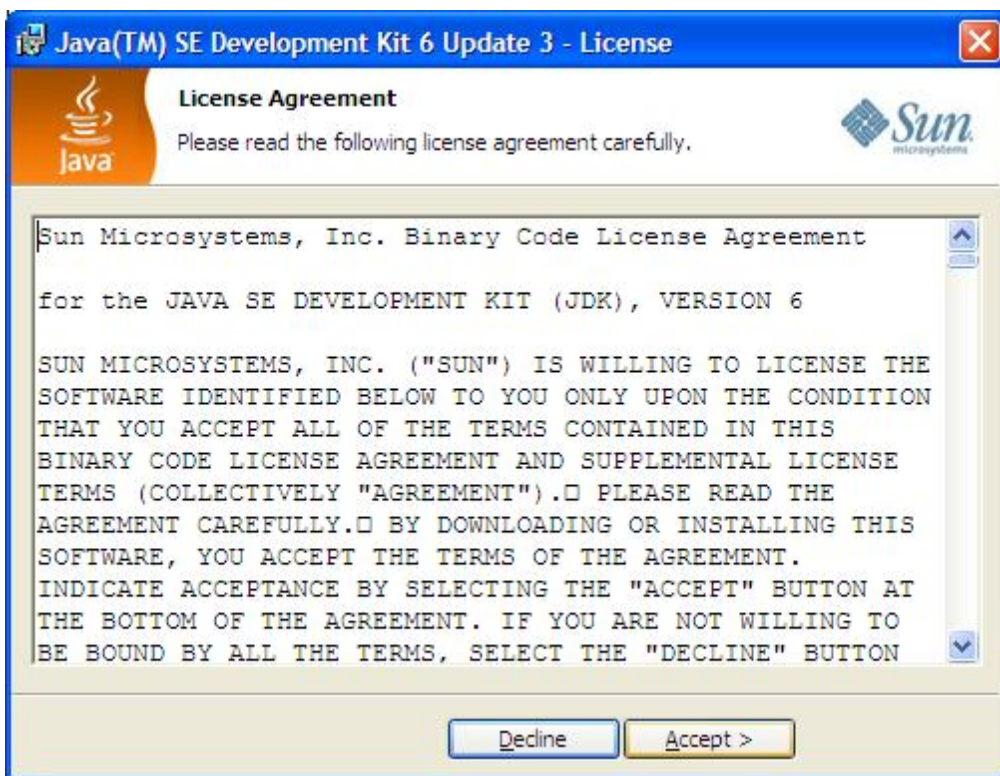 Java(TM) SE Development Kit 6 Update 3 - License
License Agreement
Please read the following license agreement carefully.
Java
Sun
microsystems
Sun Microsystems, Inc. Binary Code License Agreement
for the JAVA SE DEVELOPMENT KIT (JDK), VERSION 6
SUN MICROSYSTEMS, INC. ("SUN") IS WILLING TO LICENSE THE
SOFTWARE IDENTIFIED BELOW TO YOU ONLY UPON THE CONDITION
THAT YOU ACCEPT ALL OF THE TERMS CONTAINED IN THIS
BINARY CODE LICENSE AGREEMENT AND SUPPLEMENTAL LICENSE
TERMS (COLLECTIVELY "AGREEMENT").□ PLEASE READ THE
AGREEMENT CAREFULLY.□ BY DOWNLOADING OR INSTALLING THIS
SOFTWARE, YOU ACCEPT THE TERMS OF THE AGREEMENT.
INDICATE ACCEPTANCE BY SELECTING THE "ACCEPT" BUTTON AT
THE BOTTOM OF THE AGREEMENT. IF YOU ARE NOT WILLING TO
BE BOUND BY ALL THE TERMS, SELECT THE "DECLINE" BUTTON
Decline
Accept >